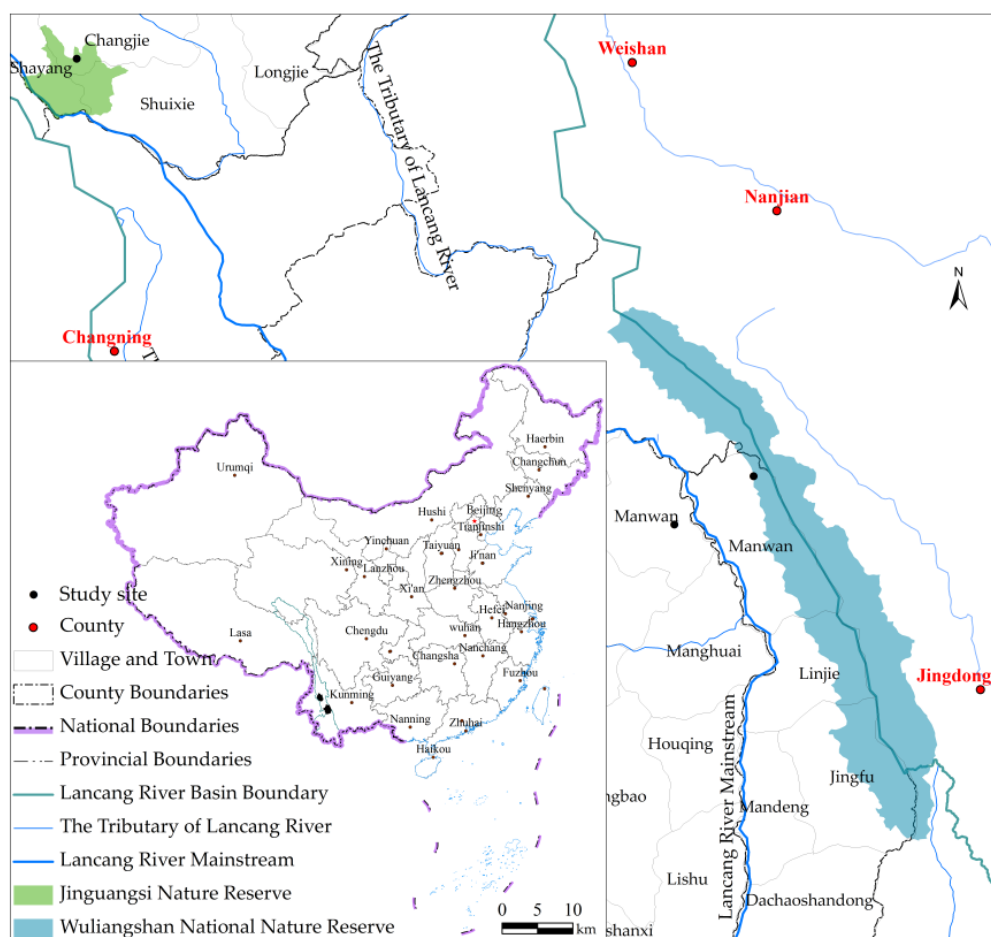 Changjie
Weishan
Shayang
Longjie
Shuixie
The Tributary of Lancang River
Nanjian
N
Changning
Haerbin
Urumqi
Changchun
Shenyang
Hushi
Beijing
Tianjinshi
Manwan
Yinchuan
Taiyuan
Ji'nan
Manwan
Xining
Lanzhou
Zhengzhou
Xi'an
Study site
Hefei
Nanjing
County
Hangzhou
Lasa
Chengdu
wuhan
Village and Town
Changsha
Nanchang
Manghuai
Linjie
Jingdong
Guiyang
Fuzhou
County Boundaries
Kunming
National Boundaries
Nanning
Zhuhai
Houqing
Lancang River Mainstream
Provincial Boundaries
Haikou
Jingfu
Lancang River Basin Boundary
ngbao
Mandeng
The Tributary of Lancang River
Lancang River Mainstream
Lishu
Jinguangsi Nature Reserve
Dachaoshandong
0 5 10
km
Wuliangshan National Nature Reserve
shanxi